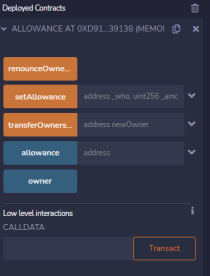 Deployed Contracts
ALLOWANCE AT 0XD91...39138 (MEMOI
renounceOwne...
setAllowance address _who, uint256 _amo
transferOwners... address newOwner
allowance address
owner
Low level interactions
CALLDATA
Transact